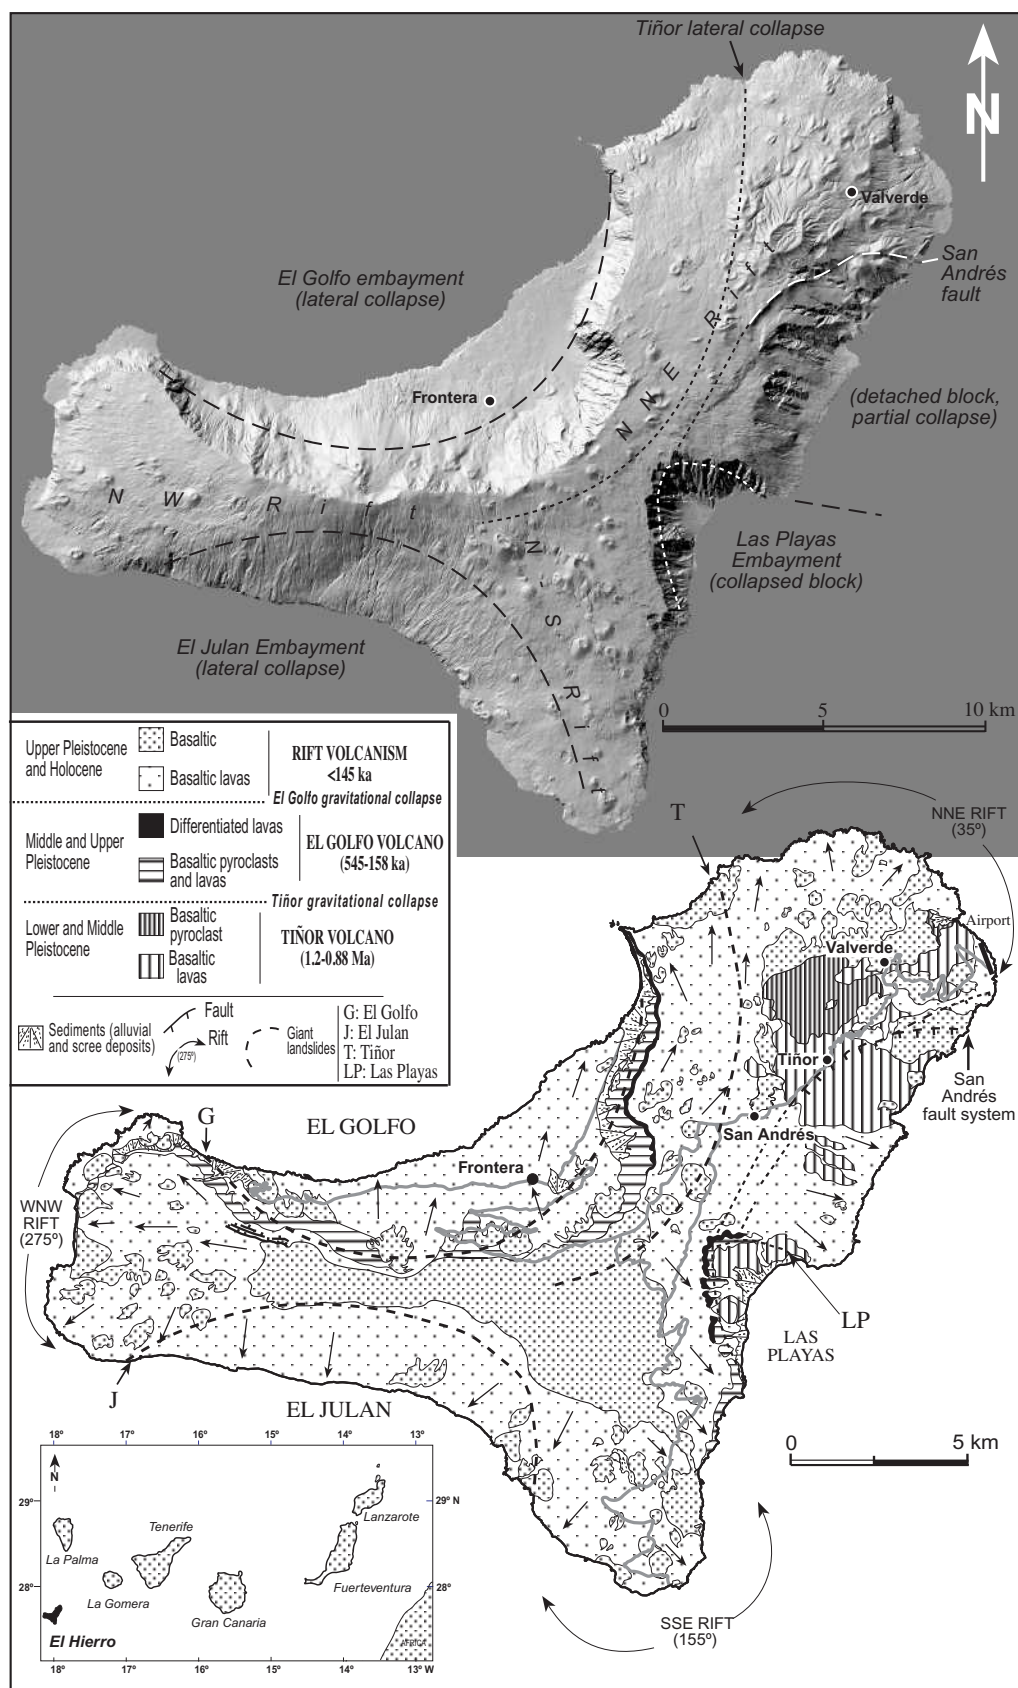 Tiñor lateral collapse
N
Valverde
San
Andrés
fault
El Golfo embayment
(lateral collapse)
NNE Rift
Frontera
(detached block,
partial collapse)
NW Rift
N-S Rift
Las Playas
Embayment
(collapsed block)
El Julan Embayment
(lateral collapse)
0 5 10 km
Upper Pleistocene
and Holocene
Basaltic
Basaltic lavas
RIFT VOLCANISM
<145 ka
El Golfo gravitational collapse
Middle and Upper
Pleistocene
Differentiated lavas
Basaltic pyroclasts
and lavas
EL GOLFO VOLCANO
(545-158 ka)
Tiñor gravitational collapse
Lower and Middle
Pleistocene
Basaltic
pyroclast
Basaltic
lavas
TIÑOR VOLCANO
(1.2-0.88 Ma)
Sediments (alluvial
and scree deposits)
Fault
Rift
(275º)
Giant
landslides
G: El Golfo
J: El Julan
T: Tiñor
LP: Las Playas
T
NNE RIFT
(35º)
Airport
Valverde
Tiñor
San
Andrés
fault system
San Andrés
G
EL GOLFO
Frontera
WNW
RIFT
(275º)
LP
LAS
PLAYAS
J
EL JULAN
0 5 km
SSE RIFT
(155º)
18º 17º 16º 15º 14º 13º
N
29º
29º N
Lanzarote
Tenerife
La Palma
La Gomera
Fuerteventura
28º
28º
Gran Canaria
El Hierro
AFRICA
18º 17º 16º 15º 14º 13º W